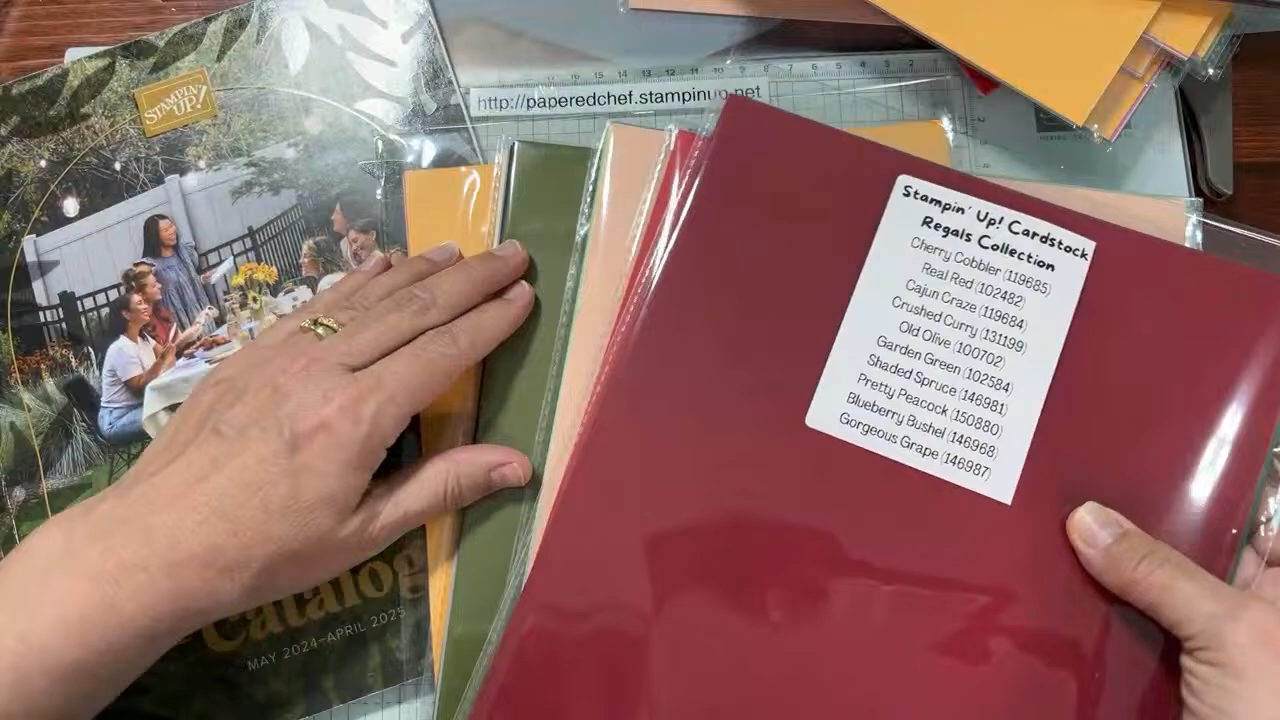 STAMPIN' UP!
http://paperedchef.stampinup.net
Stampin' Up! Cardstock
Regals Collection
Cherry Cobbler (119685)
Real Red (102482)
Cajun Craze (119684)
Crushed Curry (131199)
Old Olive (100702)
Garden Green (102584)
Shaded Spruce (146981)
Pretty Peacock (150880)
Blueberry Bushel (146968)
Gorgeous Grape (146987)
Catalog
MAY 2024–APRIL 2025